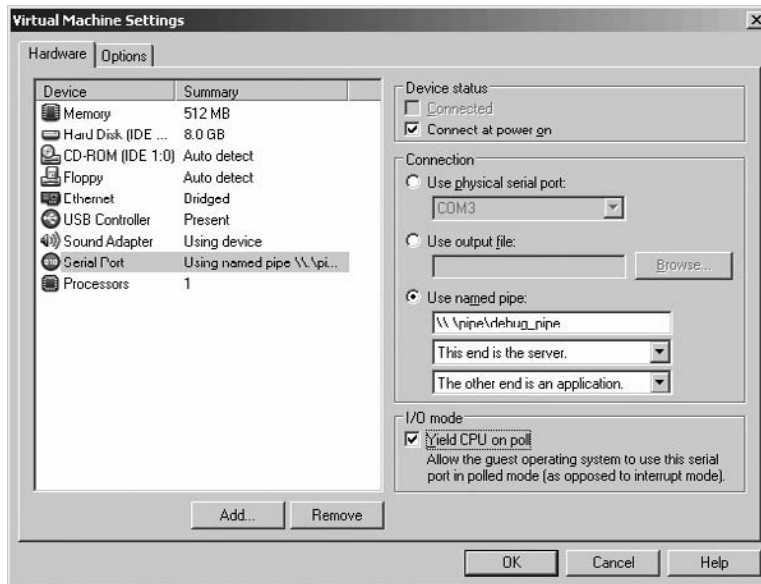 Virtual Machine Settings
Hardware
Options
Device Summary
Memory 512 MB
Hard Disk (IDE ... 8.0 GB
CD-ROM (IDE 1:0) Auto detect
Floppy Auto detect
Ethernet Bridged
USB Controller Present
Sound Adapter Using device
Serial Port Using named pipe \\.\pi...
Processors 1
Add...
Remove
Device status
Connected
Connect at power on
Connection
Use physical serial port:
COM3
Use output file:
Browse...
Use named pipe:
\\.\pipe\debug_pipe
This end is the server.
The other end is an application.
I/O mode
Yield CPU on poll
Allow the guest operating system to use this serial
port in polled mode (as opposed to interrupt mode).
OK
Cancel
Help